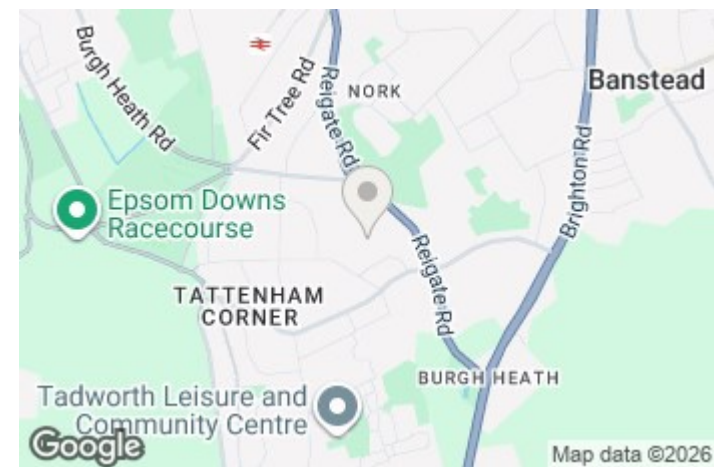 Burgh Heath Rd
Fir Tree Rd
Reigate Rd
NORK
Banstead
Brighton Rd
Epsom Downs
Racecourse
Reigate Rd
TATTENHAM
CORNER
BURGH HEATH
Tadworth Leisure and
Community Centre
Google
Map data ©2026